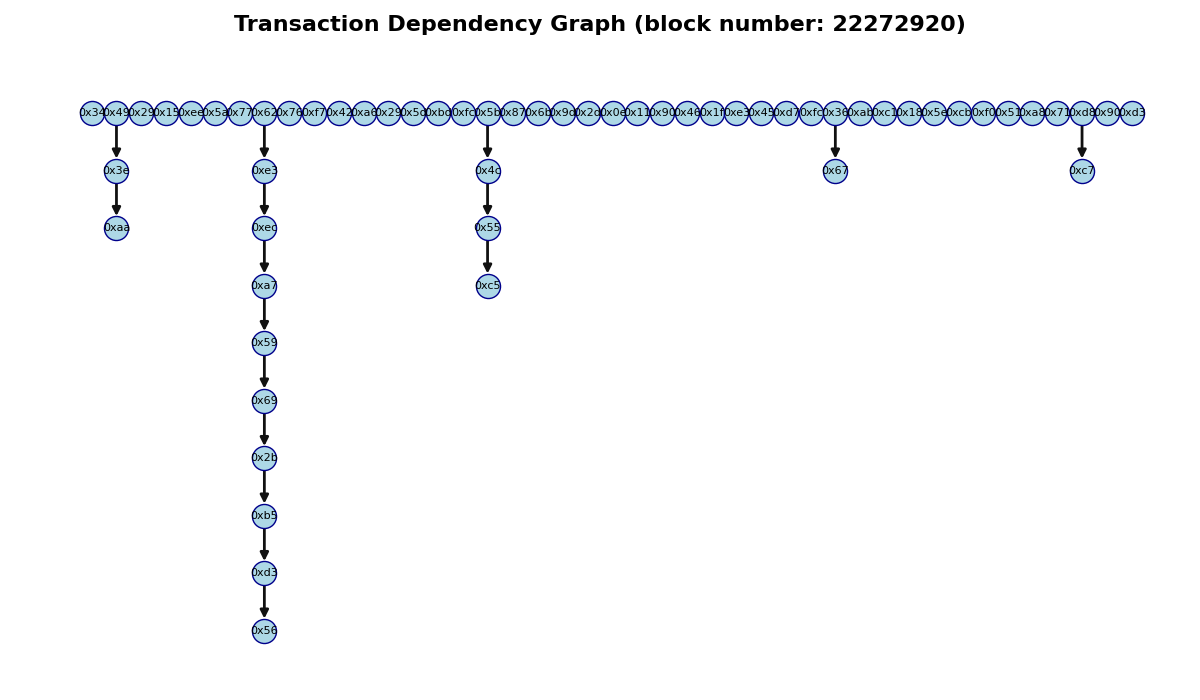 Transaction Dependency Graph (block number: 22272920)
0x34 0x49 0x29 0x15 0xee 0x5a 0x77 0x62 0x76 0xf7 0x42 0xa6 0x29 0x5c 0xbd 0xfc 0x5b 0x87 0x6b 0x9d 0x2d 0x0e 0x11 0x90 0x46 0x1f 0xe3 0x45 0xd7 0xfc 0x36 0xab 0xc1 0x18 0x5e 0xcb 0xf0 0x51 0xa8 0x71 0xd8 0x90 0xd3
0x3e 0xe3 0x4c 0x67 0xc7
0xaa 0xec 0x55
0xa7 0xc5
0x59
0x69
0x2b
0xb5
0xd3
0x56